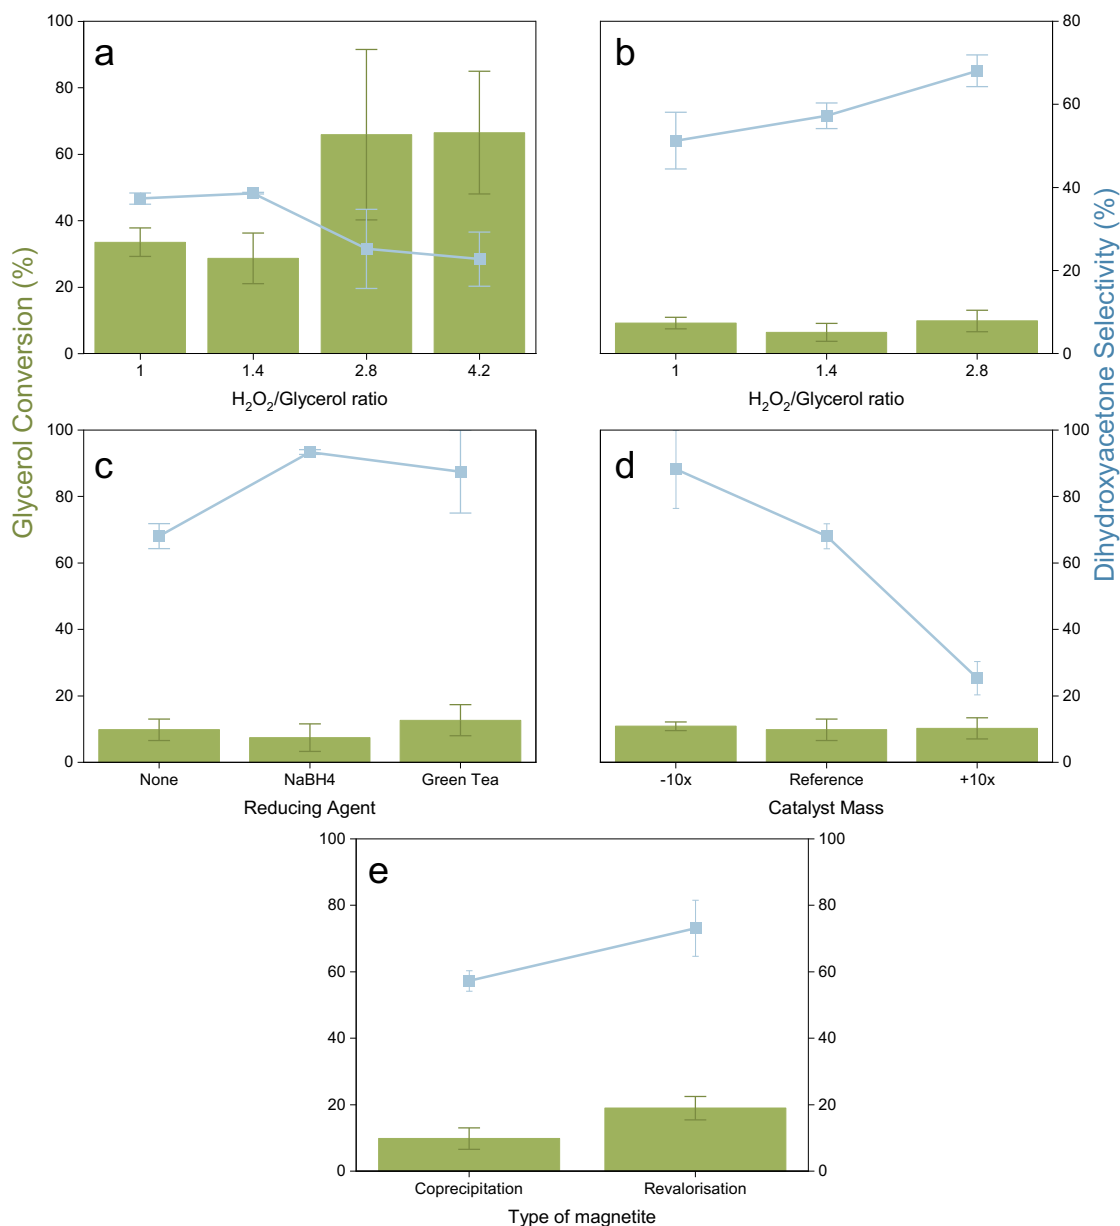 Glycerol Conversion (%)
Dihydroxyacetone Selectivity (%)
a
100
80
60
40
20
0
1
1.4
2.8
4.2
H₂O₂/Glycerol ratio
b
80
60
40
20
0
1
1.4
2.8
H₂O₂/Glycerol ratio
c
100
80
60
40
20
0
None
NaBH4
Green Tea
Reducing Agent
d
100
80
60
40
20
0
-10x
Reference
+10x
Catalyst Mass
e
100
80
60
40
20
0
100
80
60
40
20
0
Coprecipitation
Revalorisation
Type of magnetite